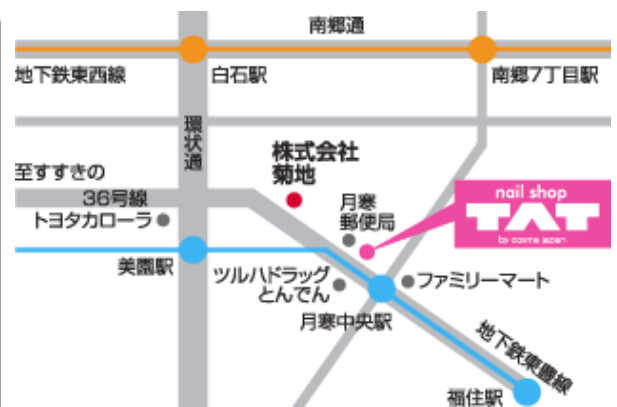 南郷通
地下鉄東西線
白石駅
南郷7丁目駅
環状通
株式会社
菊地
至すすきの
36号線
トヨタカローラ
月寒
郵便局
nail shop
TAT
by cosme japan
美園駅
ツルハドラッグ
とんでん
ファミリーマート
月寒中央駅
地下鉄東豊線
福住駅